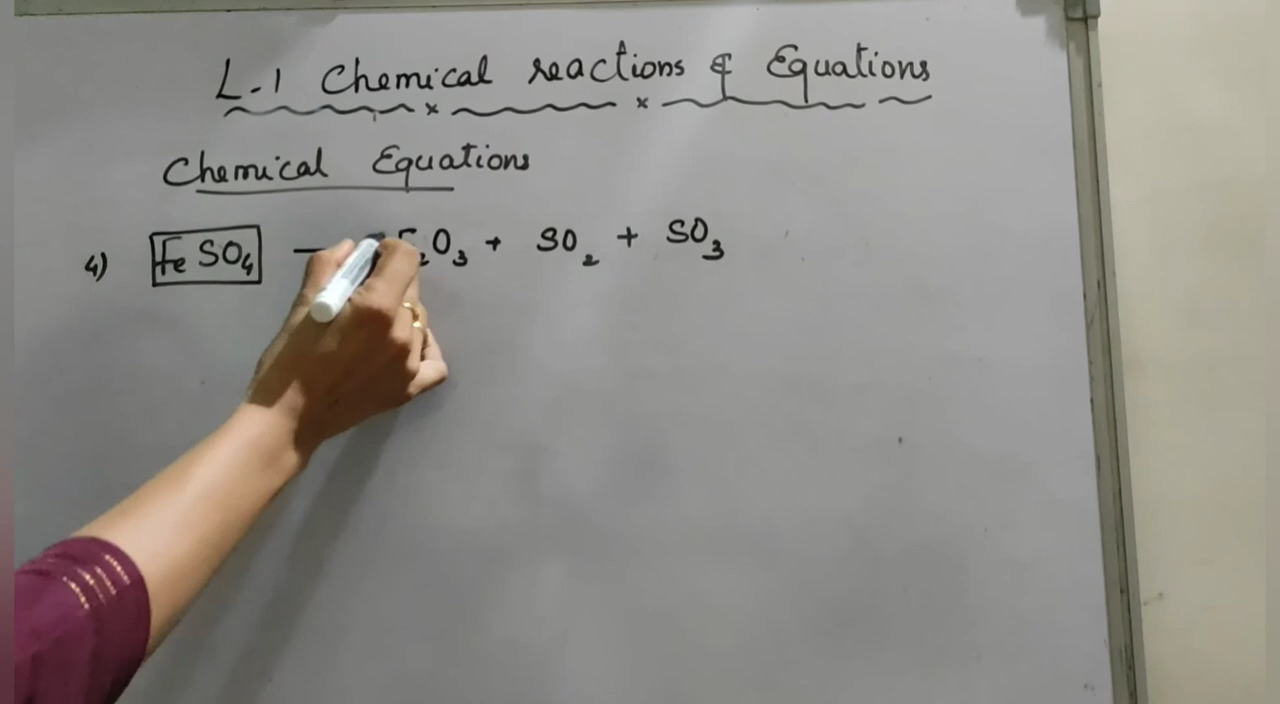 L.1 Chemical reactions & Equations
Chemical Equations
4) FeSO₄ — O₃ + SO₂ + SO₃